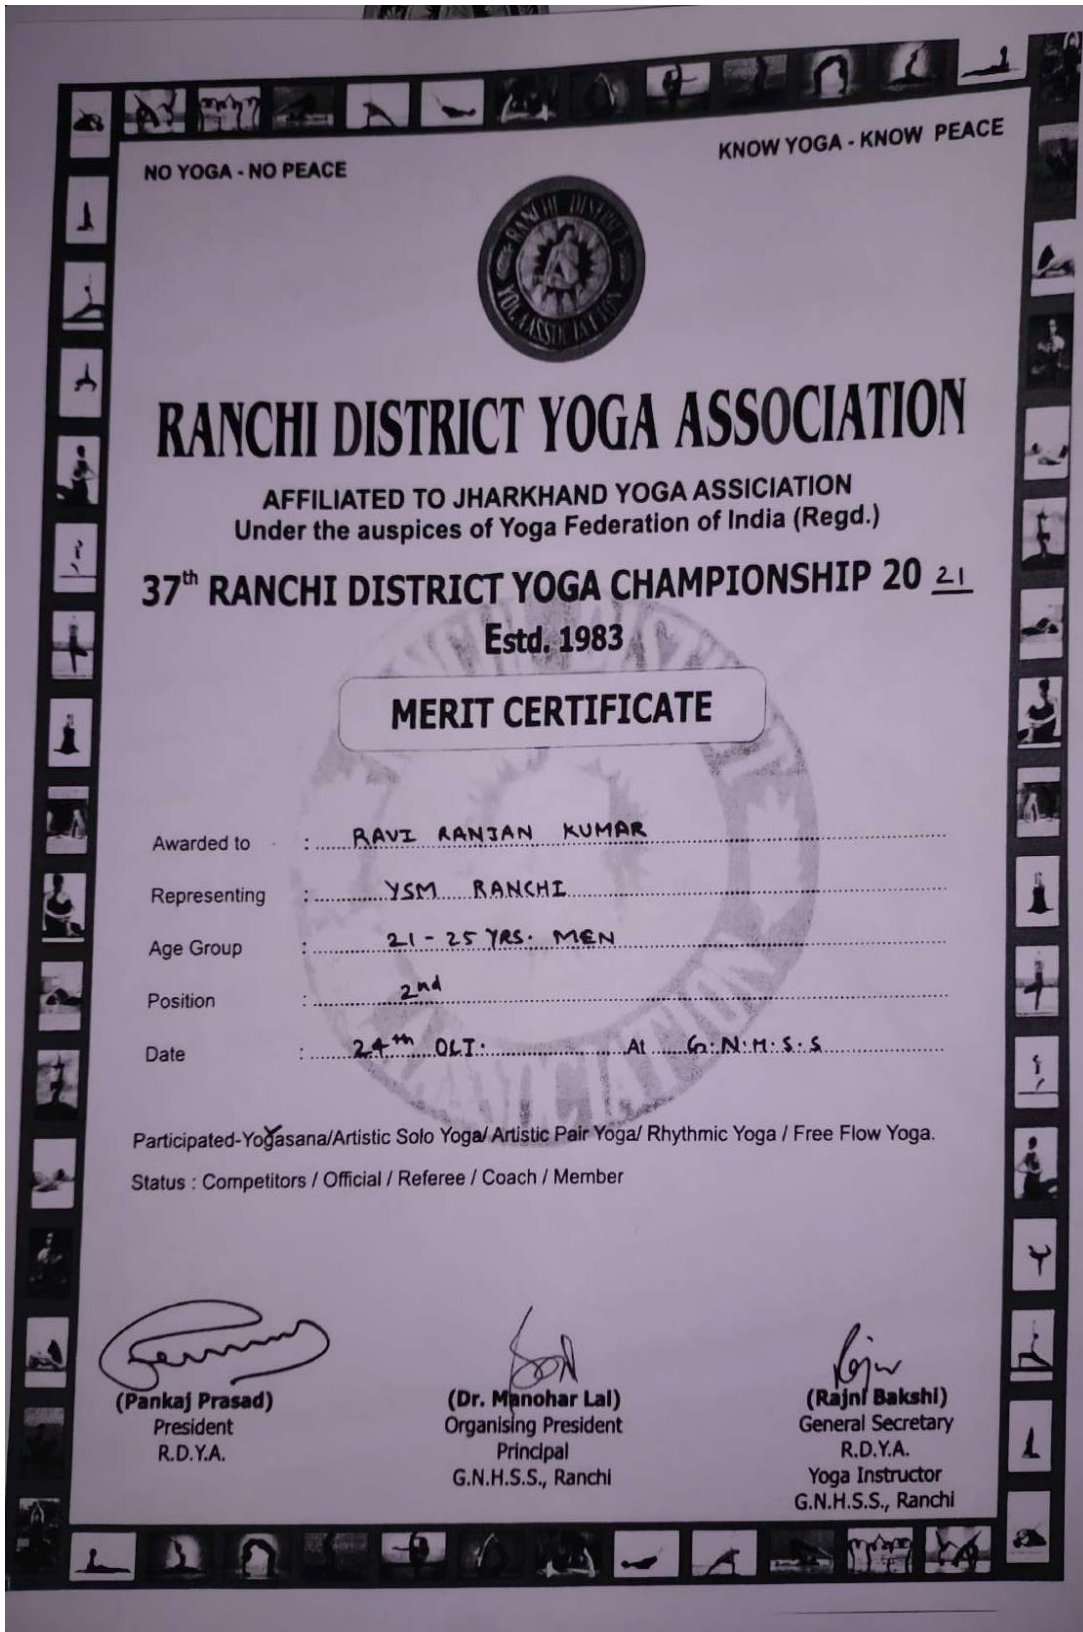 NO YOGA - NO PEACE
KNOW YOGA - KNOW PEACE
RANCHI DISTRICT
YOGA ASSOCIATION
RANCHI DISTRICT YOGA ASSOCIATION
AFFILIATED TO JHARKHAND YOGA ASSICIATION
Under the auspices of Yoga Federation of India (Regd.)
37th RANCHI DISTRICT YOGA CHAMPIONSHIP 20 21
Estd. 1983
MERIT CERTIFICATE
Awarded to : RAVI RANJAN KUMAR
Representing : YSM RANCHI
Age Group : 21 - 25 YRS. MEN
Position : 2nd
Date : 24th OCT. At G.N.H.S.S
Participated-Yogasana/Artistic Solo Yoga/ Artistic Pair Yoga/ Rhythmic Yoga / Free Flow Yoga.
Status : Competitors / Official / Referee / Coach / Member
(Pankaj Prasad)
President
R.D.Y.A.
(Dr. Manohar Lal)
Organising President
Principal
G.N.H.S.S., Ranchi
(Rajni Bakshi)
General Secretary
R.D.Y.A.
Yoga Instructor
G.N.H.S.S., Ranchi